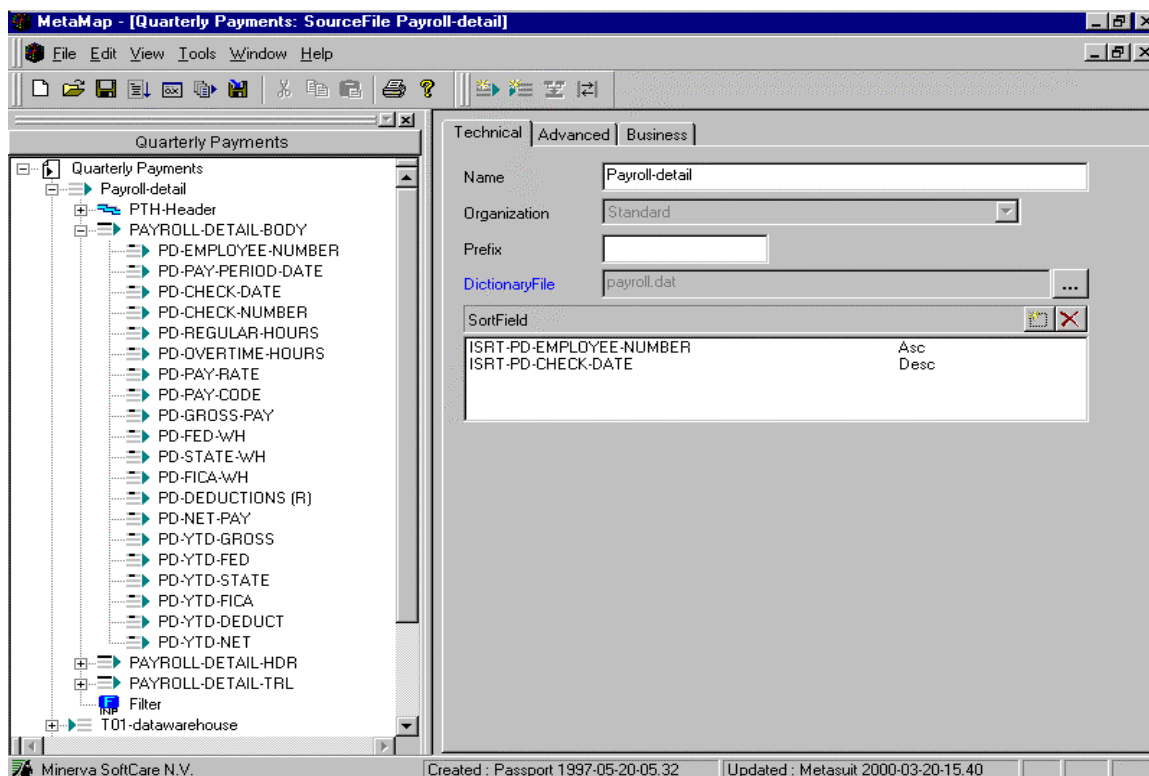 MetaMap - [Quarterly Payments: SourceFile Payroll-detail]
File Edit View Tools Window Help
Quarterly Payments
Quarterly Payments
Payroll-detail
PTH-Header
PAYROLL-DETAIL-BODY
PD-EMPLOYEE-NUMBER
PD-PAY-PERIOD-DATE
PD-CHECK-DATE
PD-CHECK-NUMBER
PD-REGULAR-HOURS
PD-OVERTIME-HOURS
PD-PAY-RATE
PD-PAY-CODE
PD-GROSS-PAY
PD-FED-WH
PD-STATE-WH
PD-FICA-WH
PD-DEDUCTIONS (R)
PD-NET-PAY
PD-YTD-GROSS
PD-YTD-FED
PD-YTD-STATE
PD-YTD-FICA
PD-YTD-DEDUCT
PD-YTD-NET
PAYROLL-DETAIL-HDR
PAYROLL-DETAIL-TRL
F INP Filter
T01-datawarehouse
Technical Advanced Business
Name Payroll-detail
Organization Standard
Prefix
DictionaryFile payroll.dat ...
SortField
ISRT-PD-EMPLOYEE-NUMBER Asc
ISRT-PD-CHECK-DATE Desc
Minerva SoftCare N.V. Created : Passport 1997-05-20-05.32 Updated : Metasuit 2000-03-20-15.40